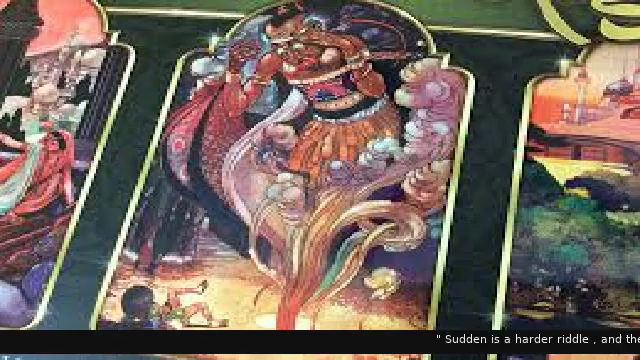 " Sudden is a harder riddle , and the